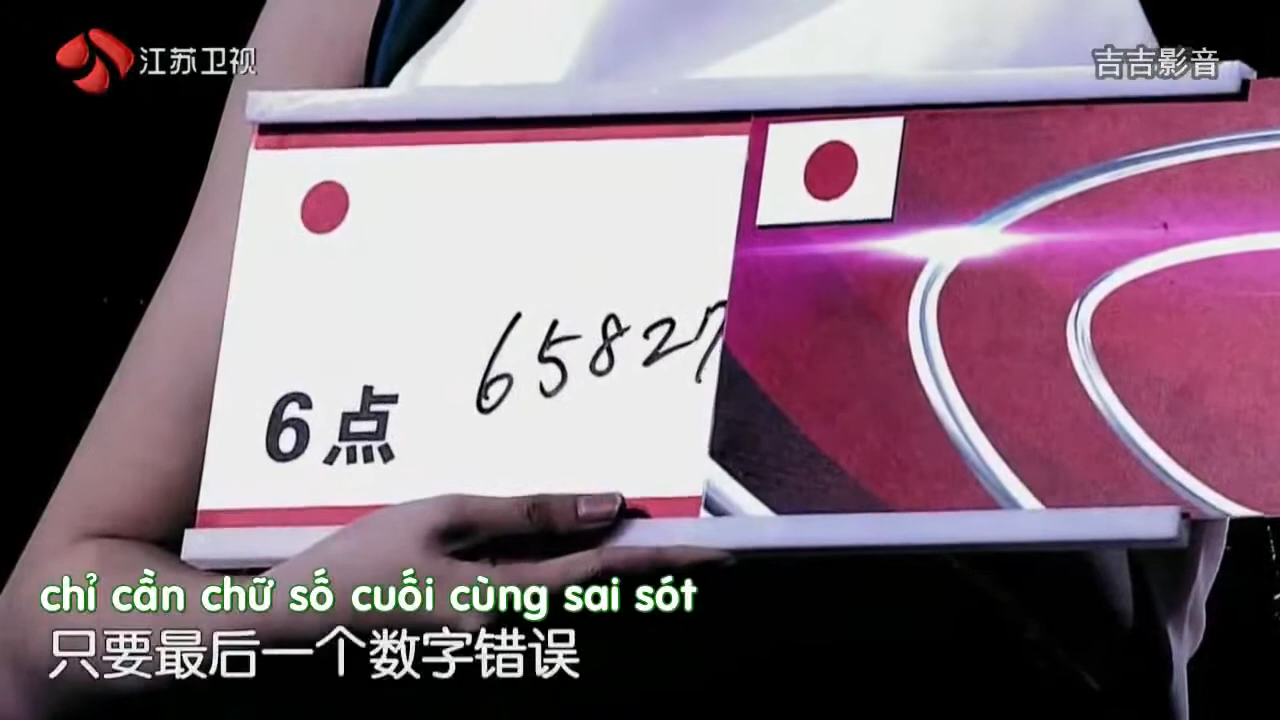 江苏卫视
吉吉影音
65827
6点
chỉ cần chữ số cuối cùng sai sót
只要最后一个数字错误